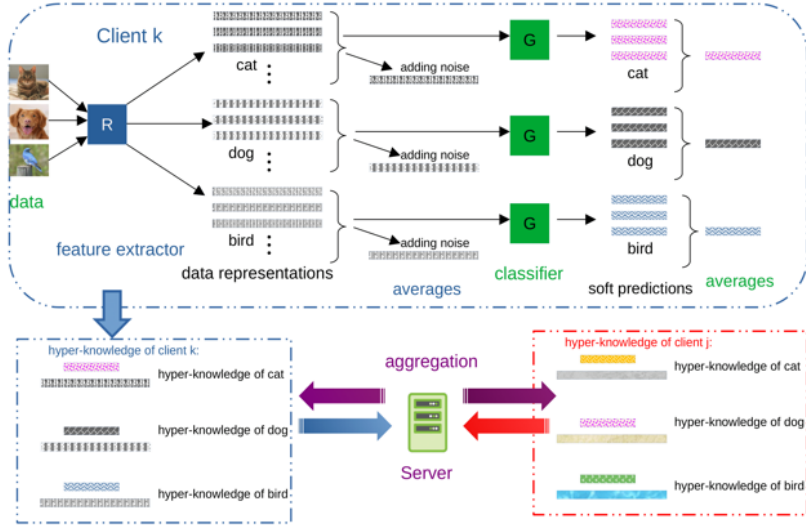 Client k
R
data
feature extractor
cat
dog
bird
data representations
adding noise
adding noise
adding noise
averages
G
G
G
classifier
cat
dog
bird
soft predictions
averages
hyper-knowledge of client k:
hyper-knowledge of cat
hyper-knowledge of dog
hyper-knowledge of bird
aggregation
Server
hyper-knowledge of client j:
hyper-knowledge of cat
hyper-knowledge of dog
hyper-knowledge of bird